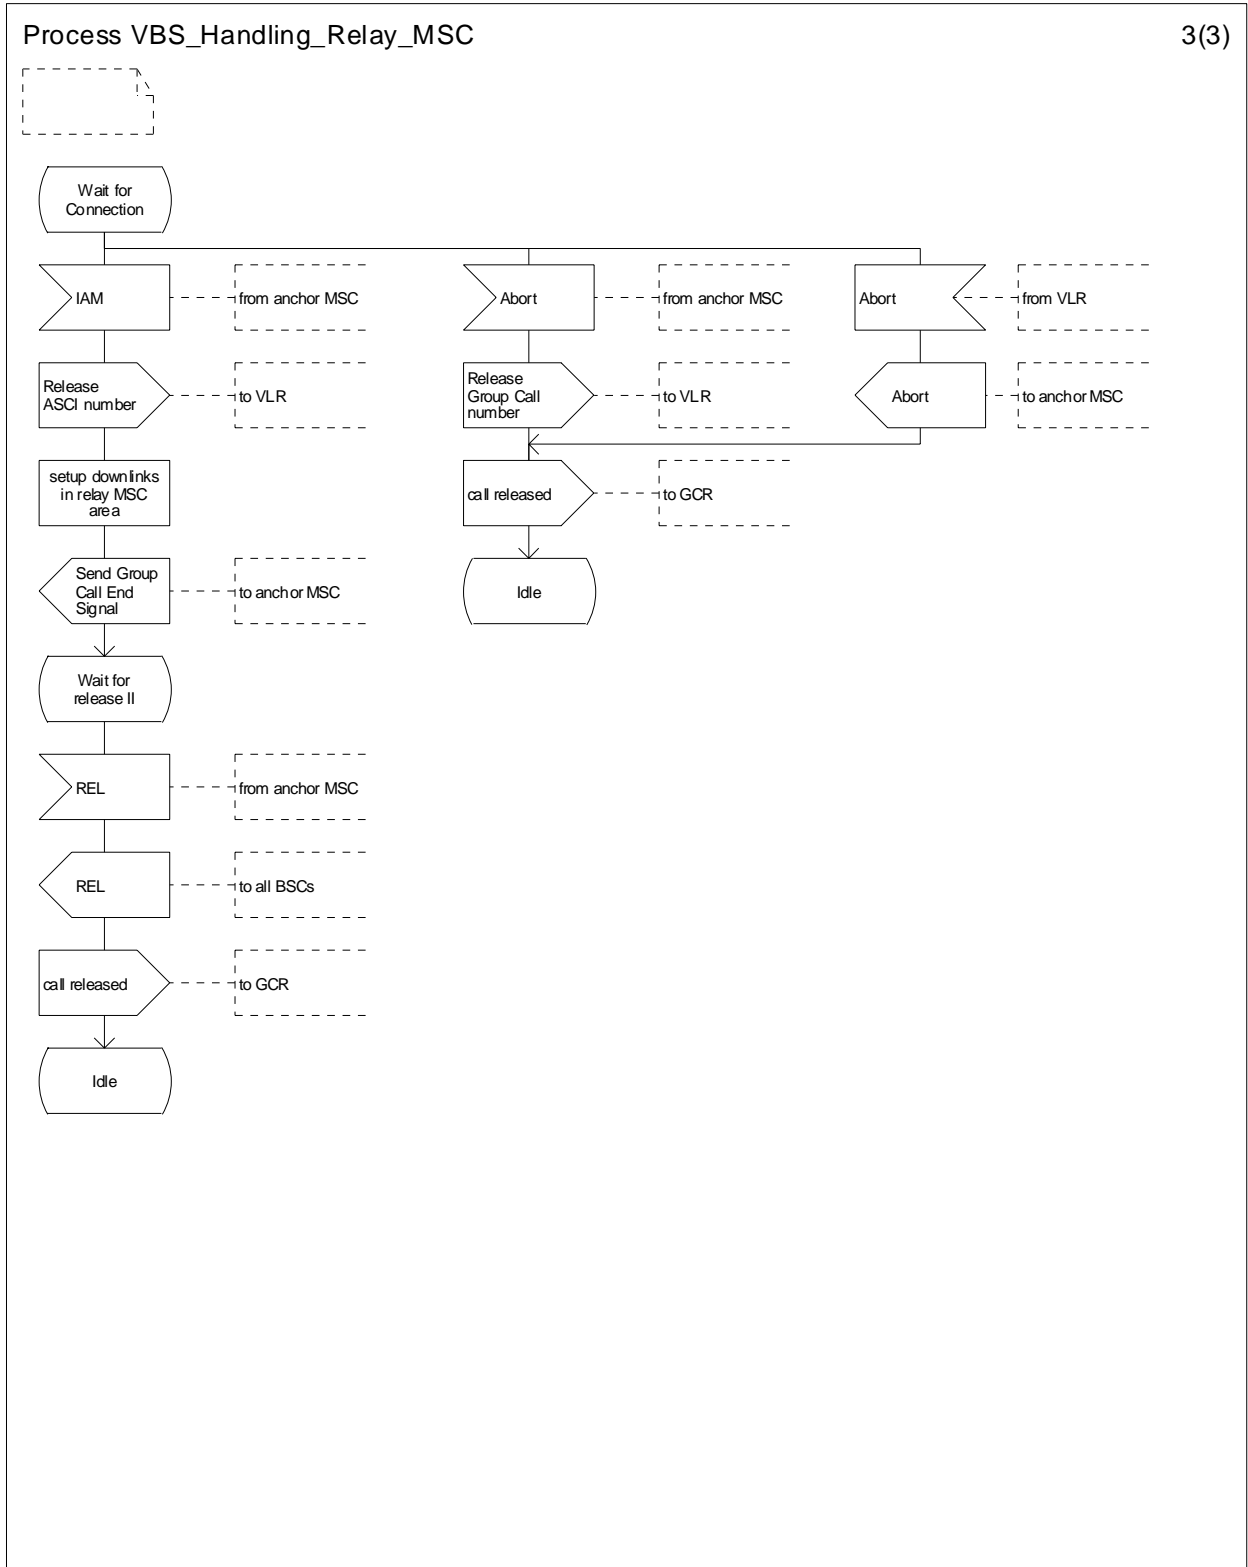 Process VBS_Handling_Relay_MSC
3(3)
Wait for
Connection
IAM
from anchor MSC
Abort
from anchor MSC
Abort
from VLR
Release
ASCI number
to VLR
Release
Group Call
number
to VLR
Abort
to anchor MSC
setup downlinks
in relay MSC
area
call released
to GCR
Send Group
Call End
Signal
to anchor MSC
Idle
Wait for
release II
REL
from anchor MSC
REL
to all BSCs
call released
to GCR
Idle